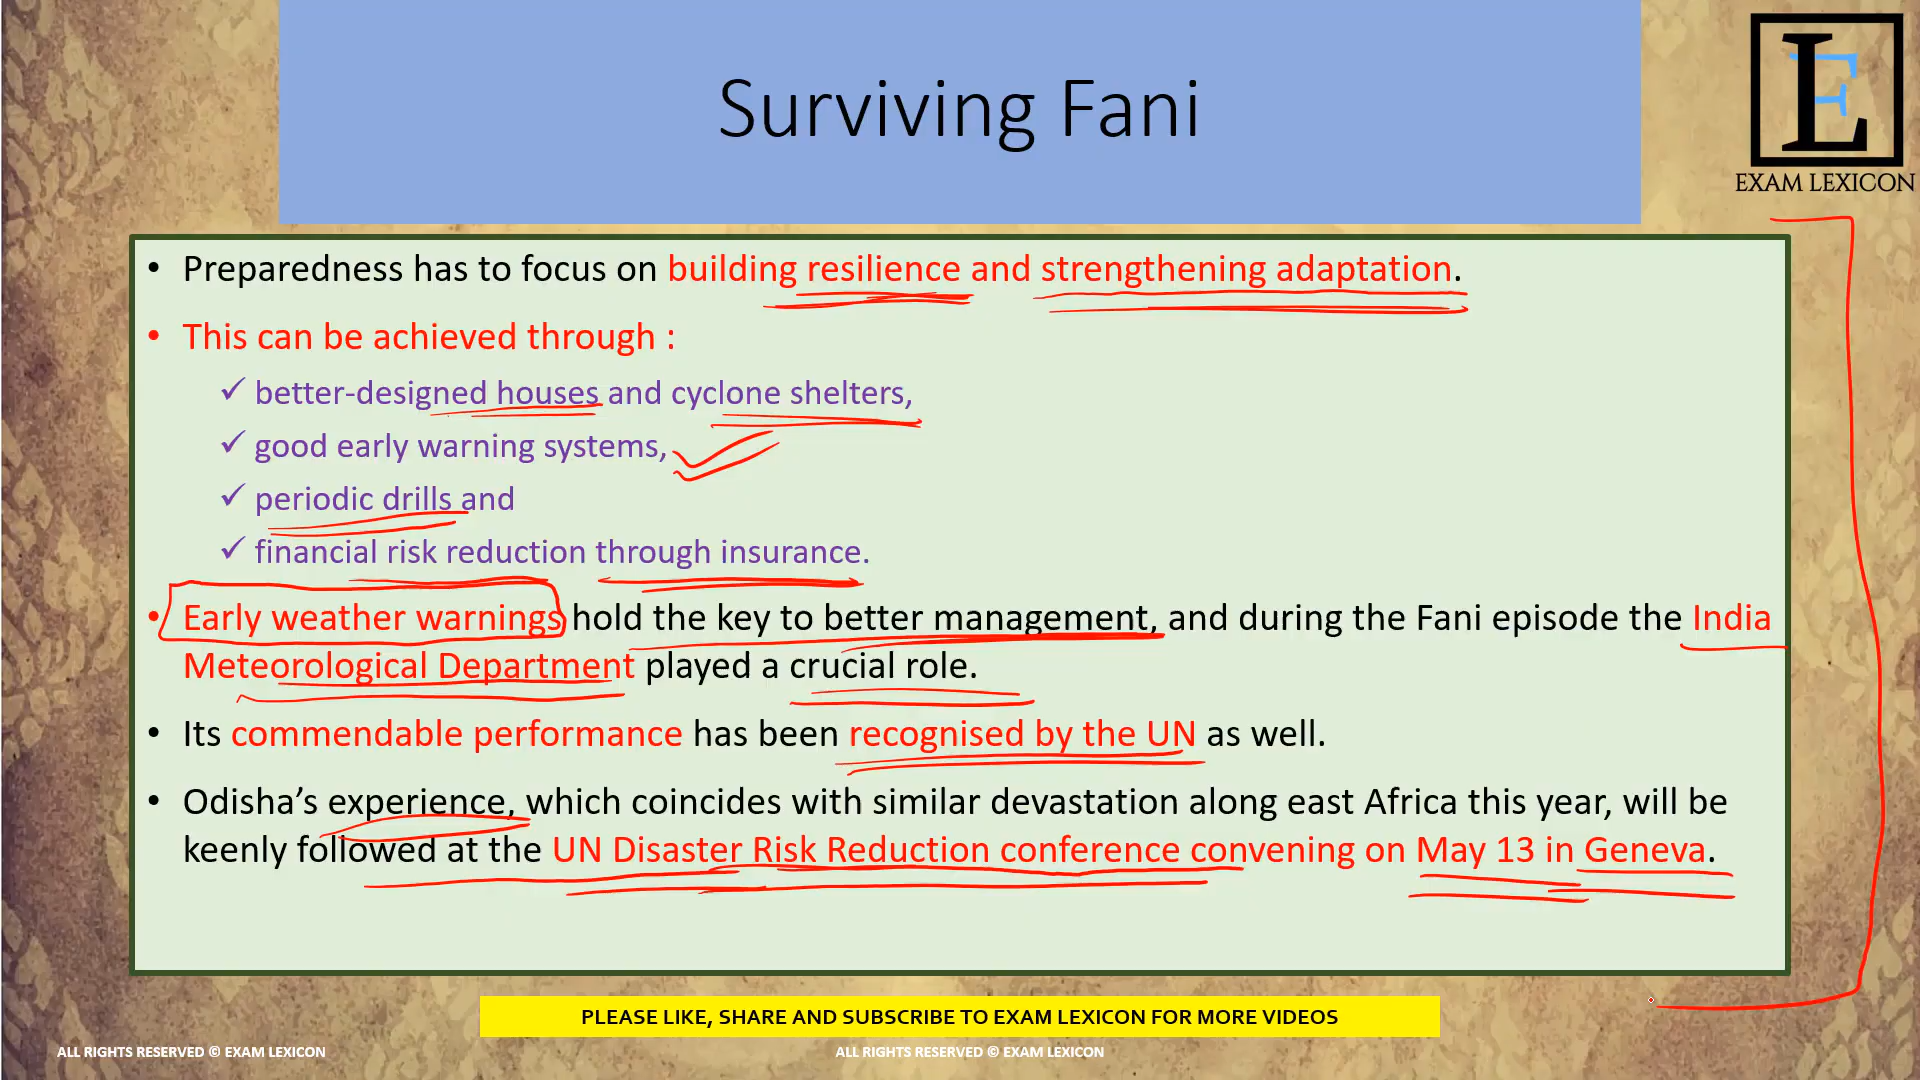 Surviving Fani
LE
EXAM LEXICON
• Preparedness has to focus on building resilience and strengthening adaptation.
• This can be achieved through :
✓ better-designed houses and cyclone shelters,
✓ good early warning systems,
✓ periodic drills and
✓ financial risk reduction through insurance.
• Early weather warnings hold the key to better management, and during the Fani episode the India
Meteorological Department played a crucial role.
• Its commendable performance has been recognised by the UN as well.
• Odisha’s experience, which coincides with similar devastation along east Africa this year, will be
keenly followed at the UN Disaster Risk Reduction conference convening on May 13 in Geneva.
PLEASE LIKE, SHARE AND SUBSCRIBE TO EXAM LEXICON FOR MORE VIDEOS
ALL RIGHTS RESERVED © EXAM LEXICON
ALL RIGHTS RESERVED © EXAM LEXICON